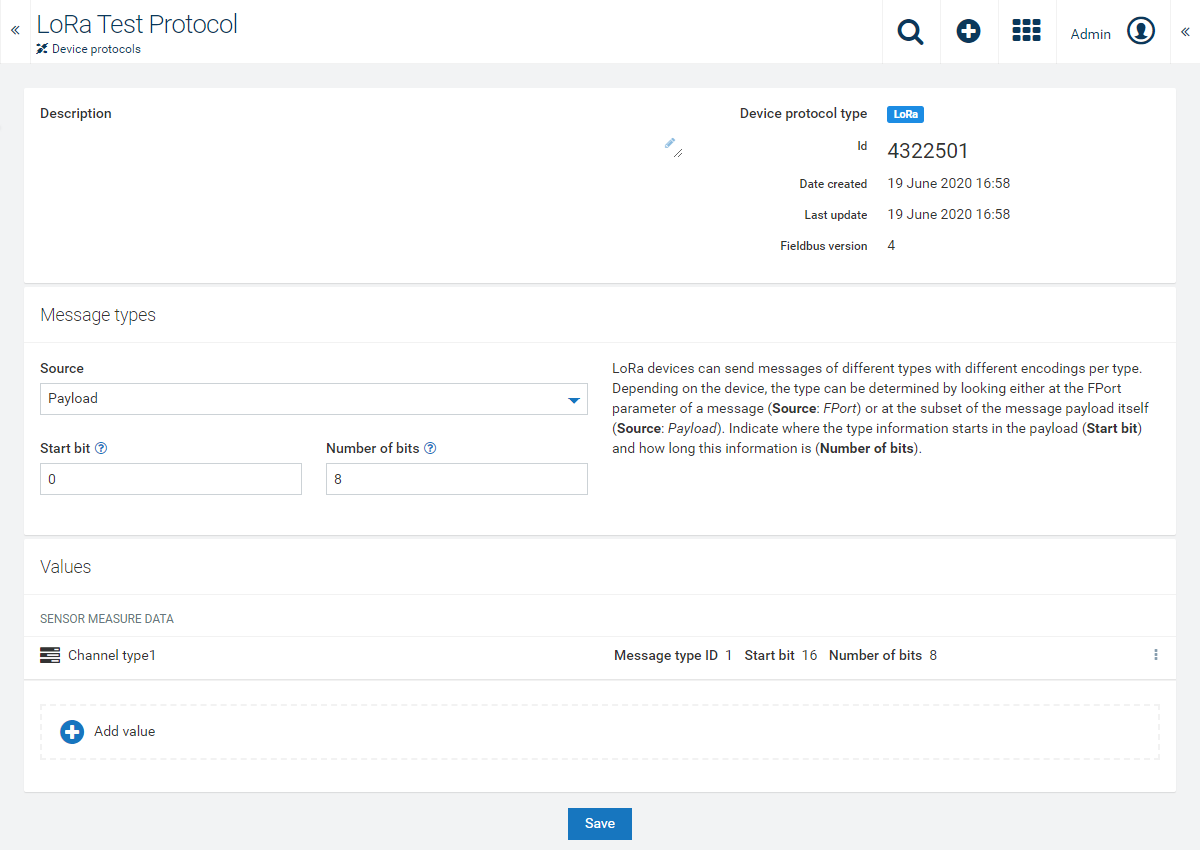 LoRa Test Protocol
Device protocols
Admin
Description
Device protocol type LoRa
Id 4322501
Date created 19 June 2020 16:58
Last update 19 June 2020 16:58
Fieldbus version 4
Message types
Source
Payload
Start bit
Number of bits
0
8
LoRa devices can send messages of different types with different encodings per type.
Depending on the device, the type can be determined by looking either at the FPort
parameter of a message (Source: FPort) or at the subset of the message payload itself
(Source: Payload). Indicate where the type information starts in the payload (Start bit)
and how long this information is (Number of bits).
Values
SENSOR MEASURE DATA
Channel type1 Message type ID 1 Start bit 16 Number of bits 8
Add value
Save